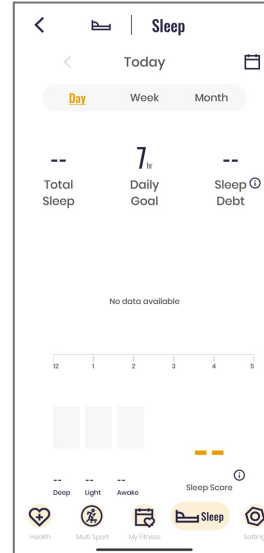 Sleep
Today
Day Week Month
-- 7hr --
Total Sleep Daily Goal Sleep Debt
No data available
12 1 2 3 4 5
-- -- --
Deep Light Awake
Sleep Score
Health Multi Sport My Fitness Sleep Setting